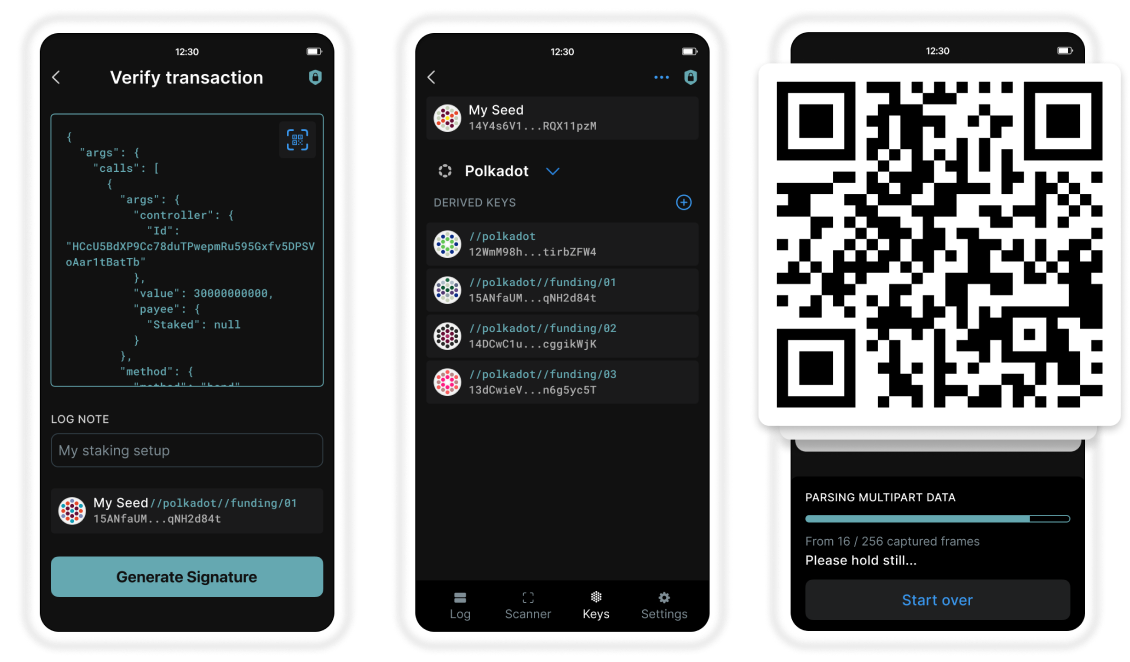 12:30
Verify transaction
{
"args": {
"calls": [
{
"args": {
"controller": {
"Id":
"HCcU5BdXP9Cc78duTPwepmRu595Gxfv5DPSV
oAar1tBatTb"
},
"value": 30000000000,
"payee": {
"Staked": null
}
},
"method": {
"method": "bond"
LOG NOTE
My staking setup
My Seed//polkadot//funding/01
15ANfaUM...qNH2d84t
Generate Signature
12:30
My Seed
14Y4s6V1...RQX11pzM
Polkadot
DERIVED KEYS
//polkadot
12WmM98h...tirbZFW4
//polkadot//funding/01
15ANfaUM...qNH2d84t
//polkadot//funding/02
14DCwC1u...cggikWjK
//polkadot//funding/03
13dCwieV...n6g5yc5T
Log
Scanner
Keys
Settings
12:30
PARSING MULTIPART DATA
From 16 / 256 captured frames
Please hold still...
Start over